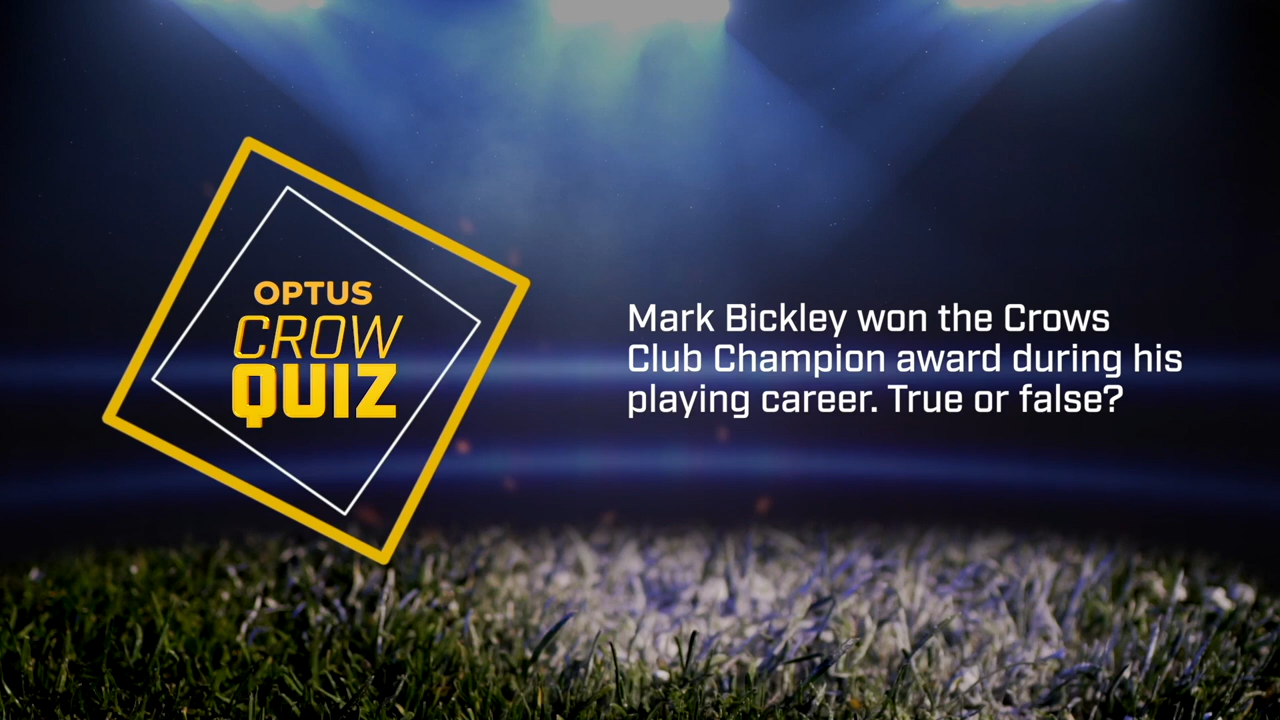 OPTUS
CROW
QUIZ
Mark Bickley won the Crows
Club Champion award during his
playing career. True or false?